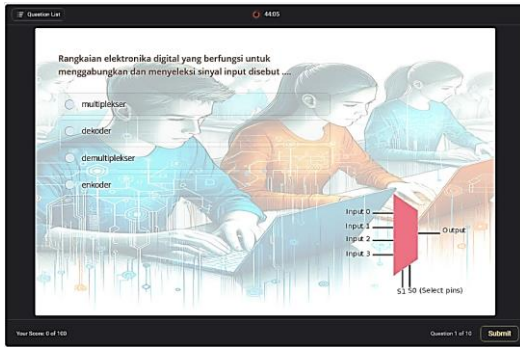 Question List
44:05
Rangkaian elektronika digital yang berfungsi untuk
menggabungkan dan menyeleksi sinyal input disebut ....
multiplekser
dekoder
demultiplekser
enkoder
Input 0
Input 1
Input 2
Input 3
Output
S1 S0 (Select pins)
Your Score: 0 of 100
Question 1 of 10
Submit